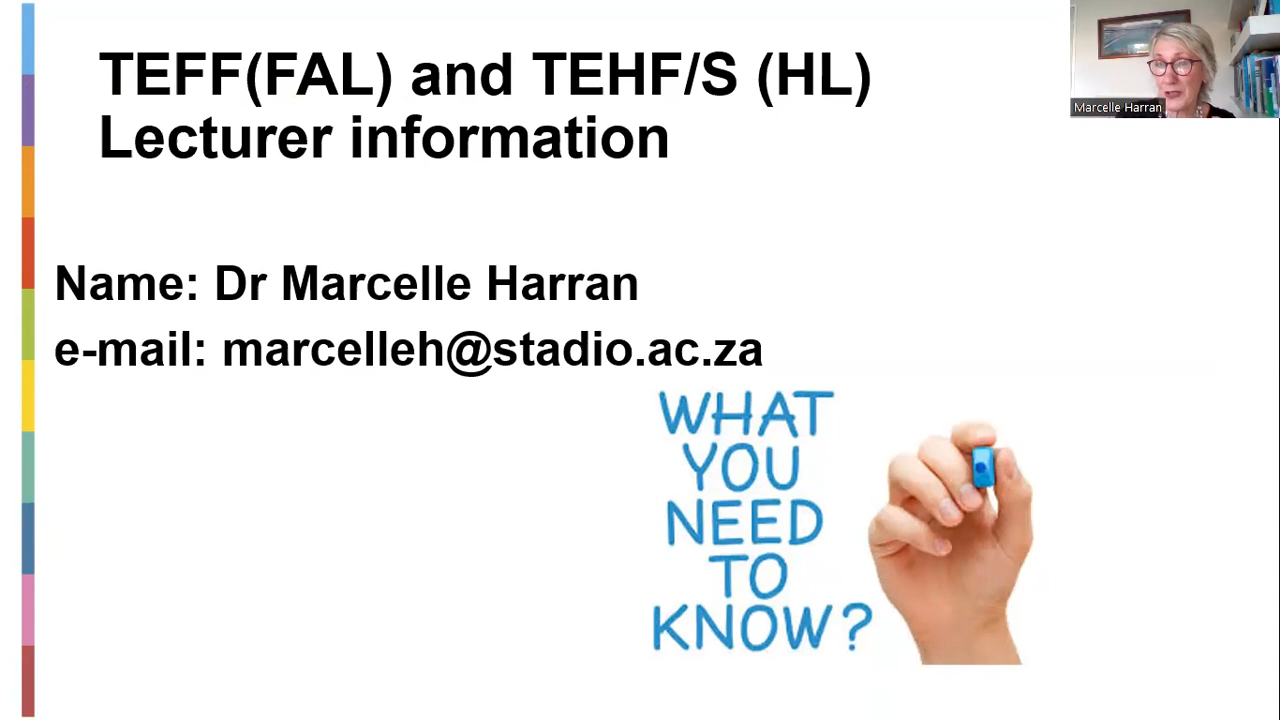 TEFF(FAL) and TEHF/S (HL)
Lecturer information
Marcelle Harran
Name: Dr Marcelle Harran
e-mail: marcelleh@stadio.ac.za
WHAT
YOU
NEED
TO
KNOW?